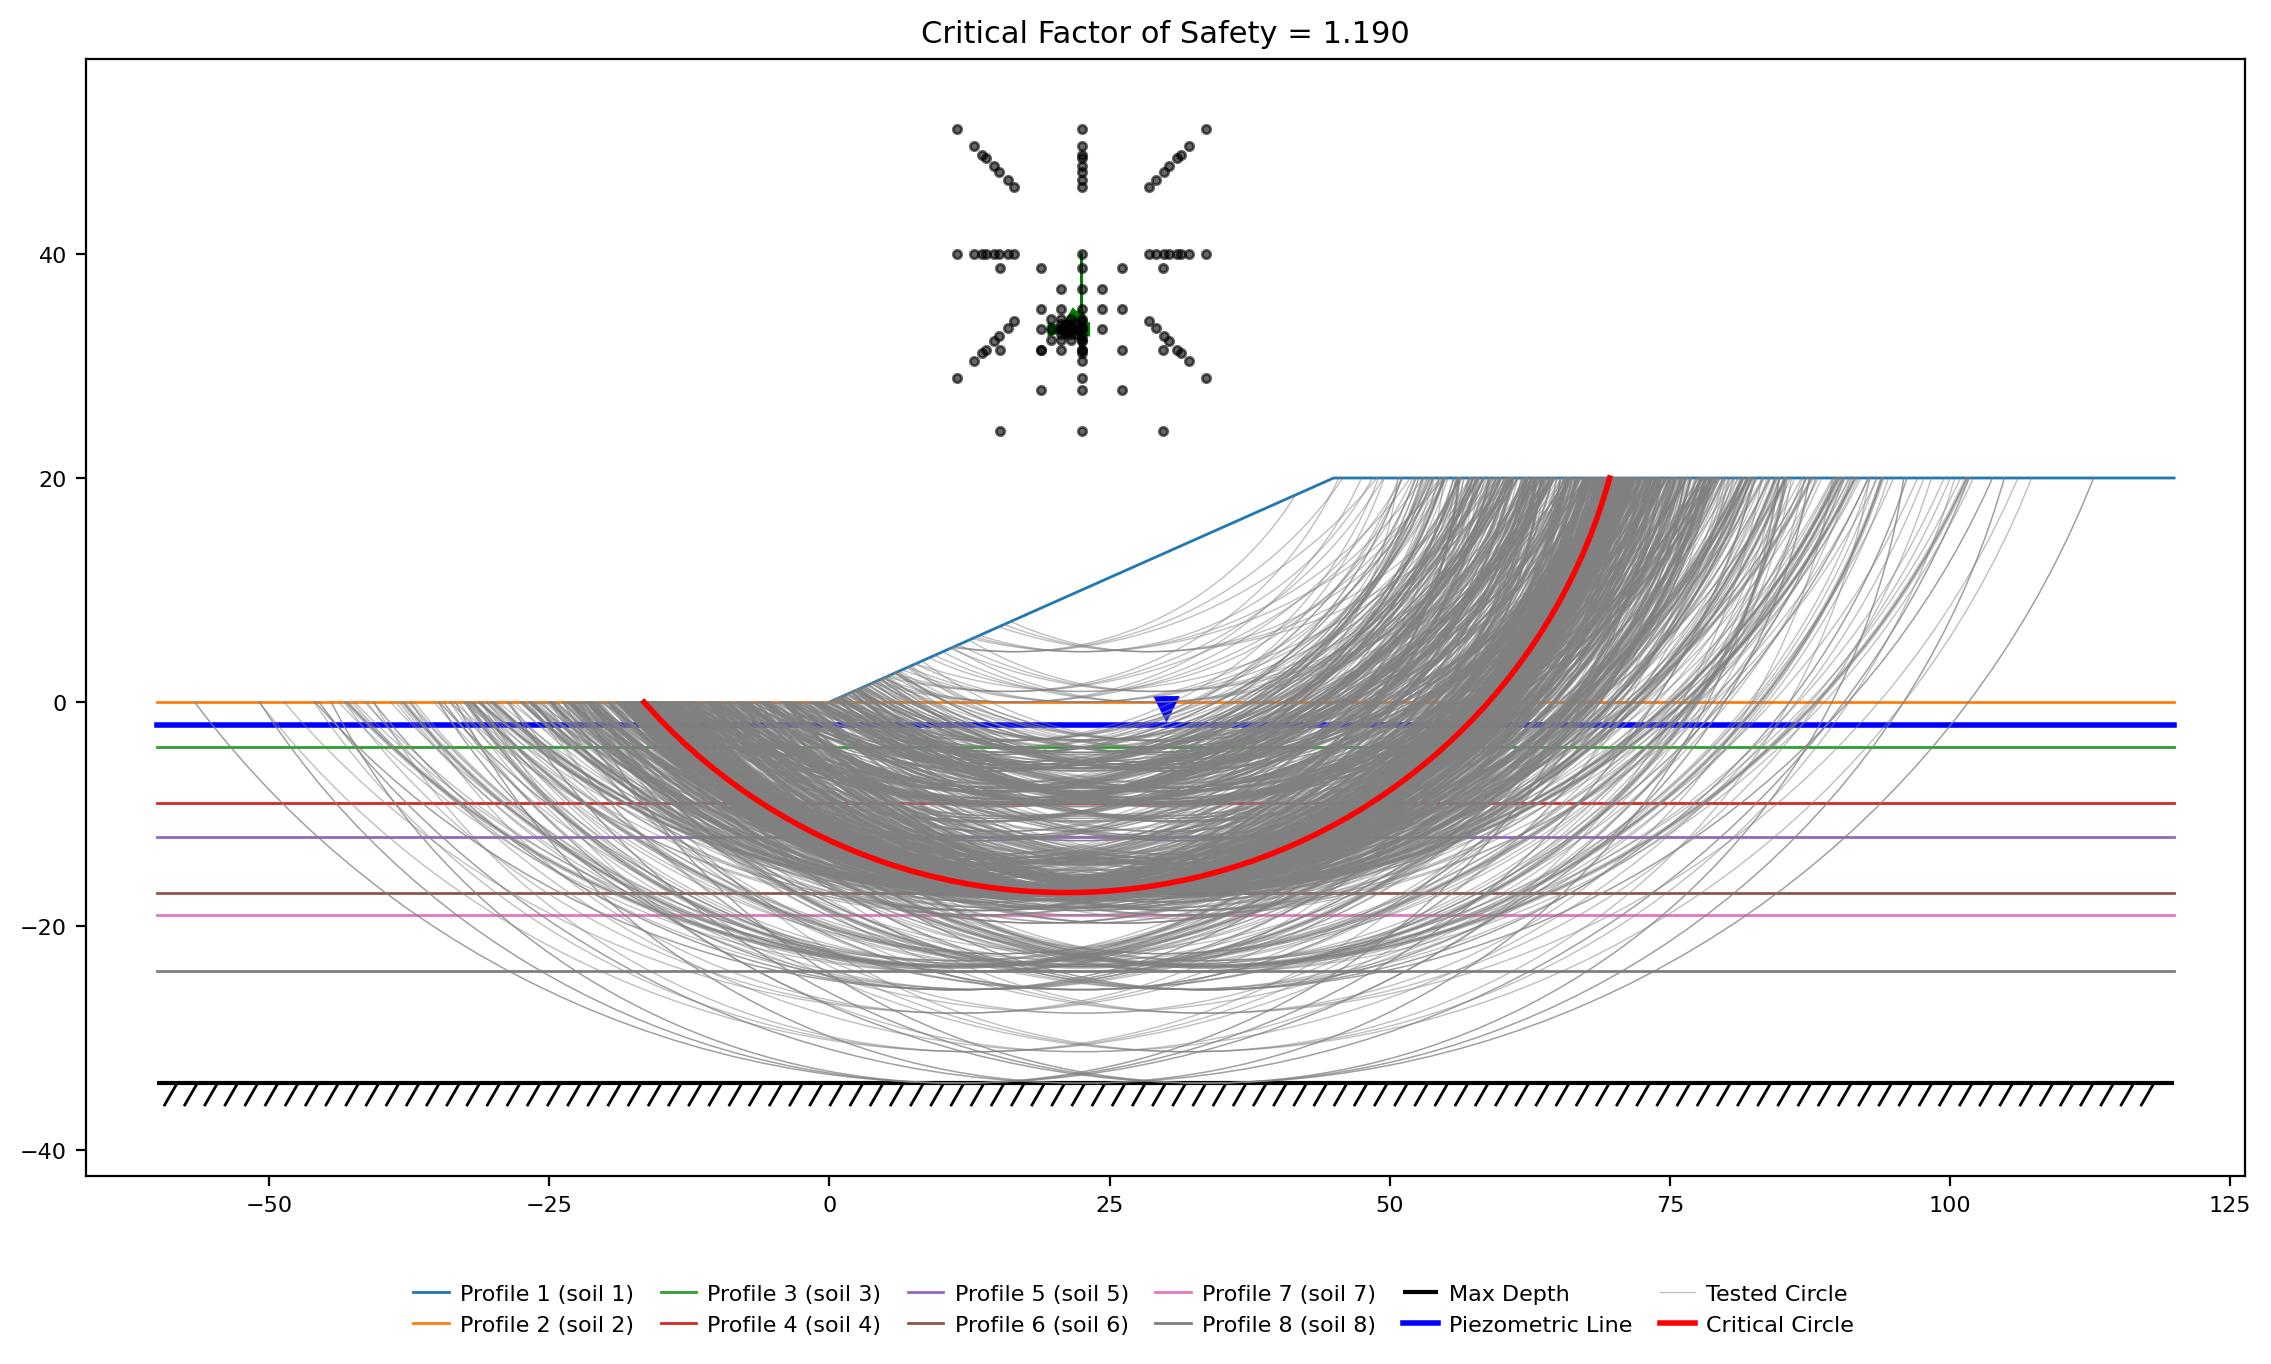 Critical Factor of Safety = 1.190
40
20
0
−20
−40
−50 −25 0 25 50 75 100 125
Profile 1 (soil 1) Profile 3 (soil 3) Profile 5 (soil 5) Profile 7 (soil 7) Max Depth Tested Circle
Profile 2 (soil 2) Profile 4 (soil 4) Profile 6 (soil 6) Profile 8 (soil 8) Piezometric Line Critical Circle